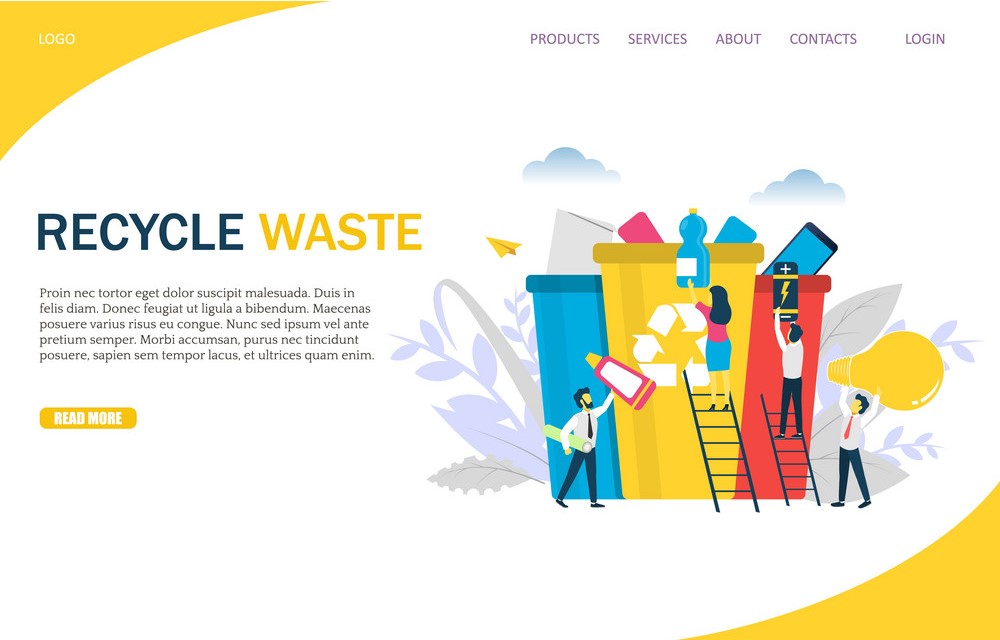 LOGO
PRODUCTS SERVICES ABOUT CONTACTS LOGIN
RECYCLE WASTE
Proin nec tortor eget dolor suscipit malesuada. Duis in
felis diam. Donec feugiat ut ligula a bibendum. Maecenas
posuere varius risus eu congue. Nunc sed ipsum vel ante
pretium semper. Morbi accumsan, purus nec tincidunt
posuere, sapien sem tempor lacus, et ultrices quam enim.
READ MORE